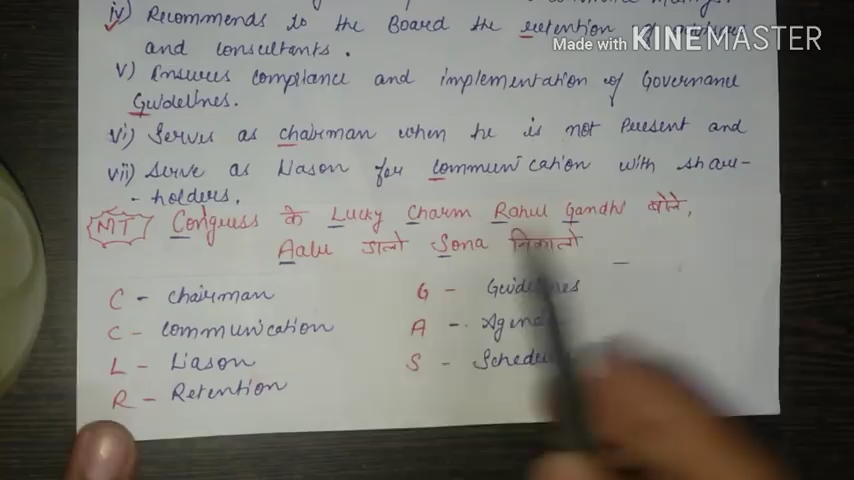 iv) Recommends to the Board the retention of
and consultants.
Made with KINEMASTER
v) Ensures compliance and implementation of Governance
Guidelines.
vi) Serves as chairman when he is not Present and
vii) Serve as Liason for communication with share-
- holders.
MT Congress के Lucky Charm Rahul Gandhi बोले,
Aalu डालो Sona निकालो
C - Chairman
C - Communication
L - Liason
R - Retention
G - Guidelines
A -
S -